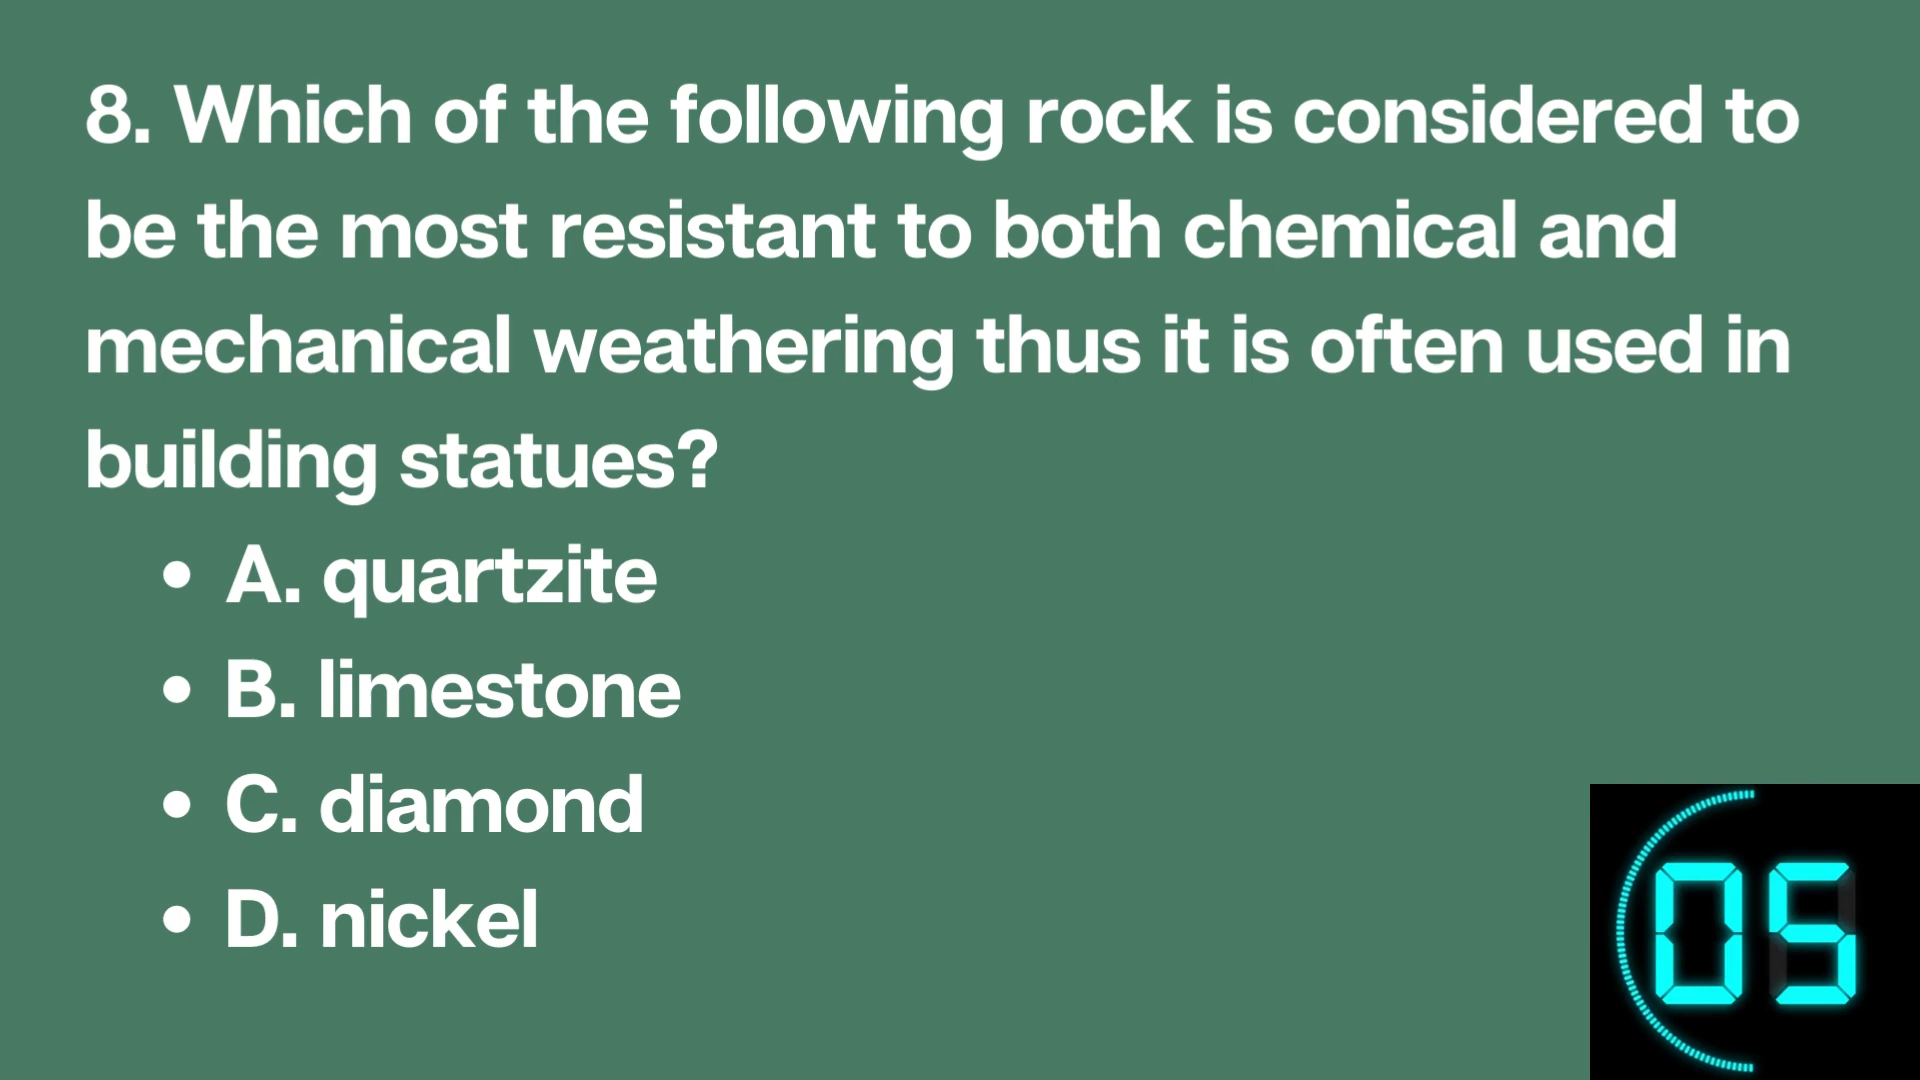 8. Which of the following rock is considered to
be the most resistant to both chemical and
mechanical weathering thus it is often used in
building statues?
• A. quartzite
• B. limestone
• C. diamond
• D. nickel
05